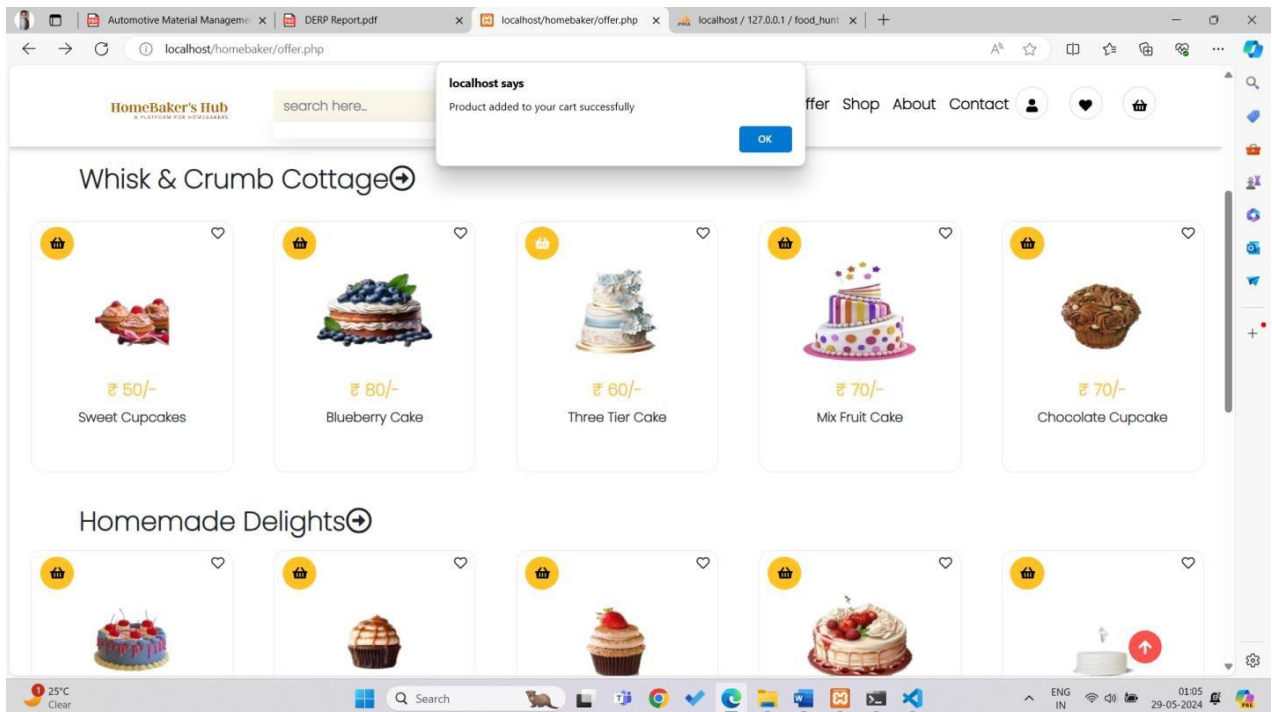 Automotive Material Manageme
DERP Report.pdf
localhost/homebaker/offer.php
localhost / 127.0.0.1 / food_hunt
localhost/homebaker/offer.php
localhost says
Product added to your cart successfully
OK
HomeBaker's Hub
A PLATFORM FOR HOMEBAKERS
search here..
ffer Shop About Contact
Whisk & Crumb Cottage
₹ 50/-
Sweet Cupcakes
₹ 80/-
Blueberry Cake
₹ 60/-
Three Tier Cake
₹ 70/-
Mix Fruit Cake
₹ 70/-
Chocolate Cupcake
Homemade Delights
1
25°C
Clear
Search
ENG
IN
01:05
29-05-2024
PRE